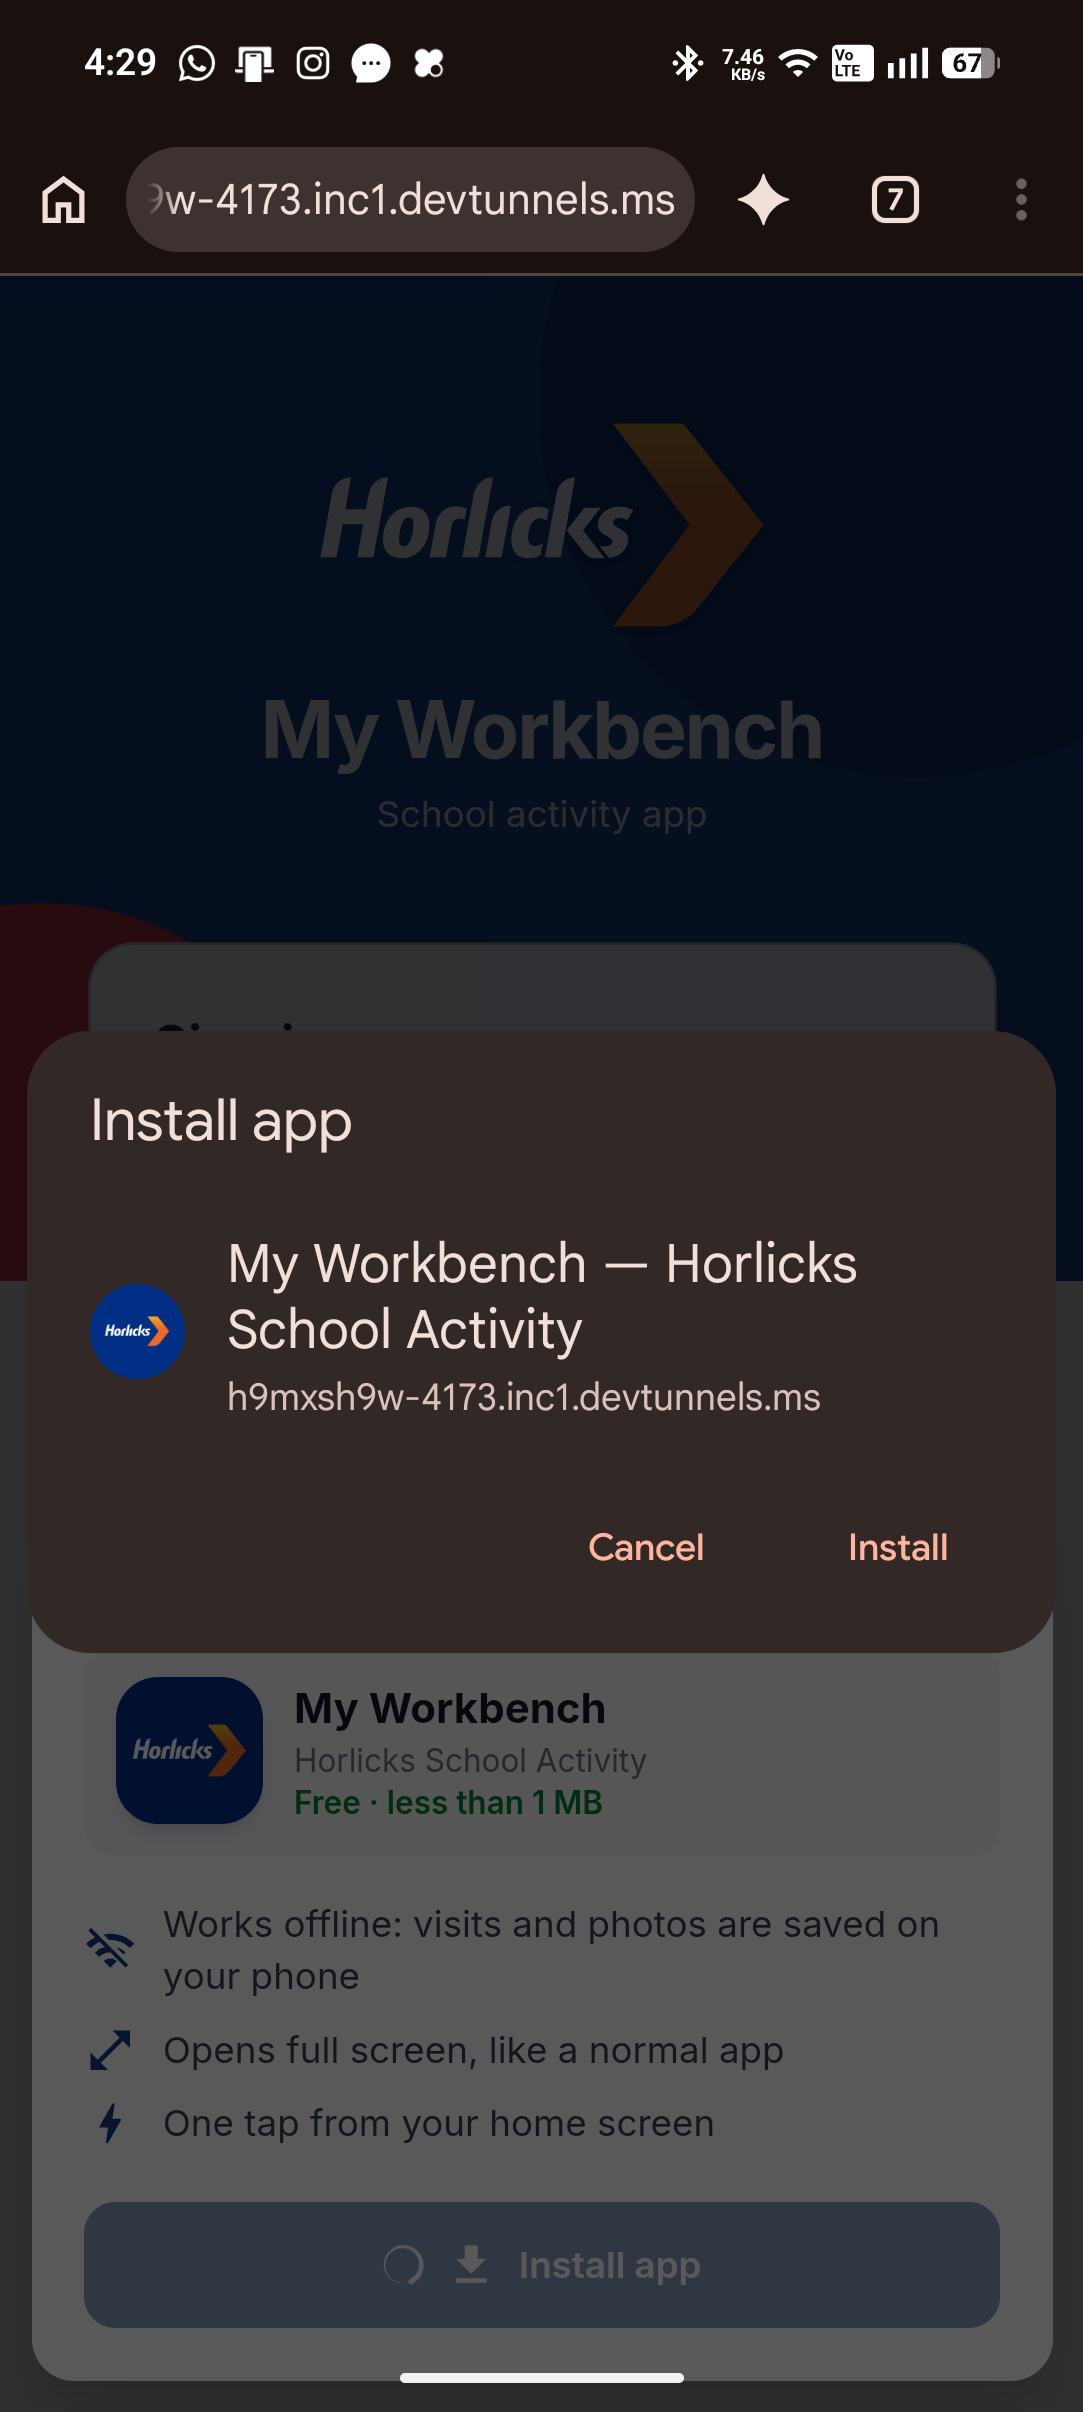 4:29
7.46
KB/s
Vo
LTE
67
9w-4173.inc1.devtunnels.ms
7
Horlicks
My Workbench
School activity app
Install app
My Workbench — Horlicks
School Activity
Horlicks
h9mxsh9w-4173.inc1.devtunnels.ms
Cancel
Install
Horlicks
My Workbench
Horlicks School Activity
Free · less than 1 MB
Works offline: visits and photos are saved on
your phone
Opens full screen, like a normal app
One tap from your home screen
Install app